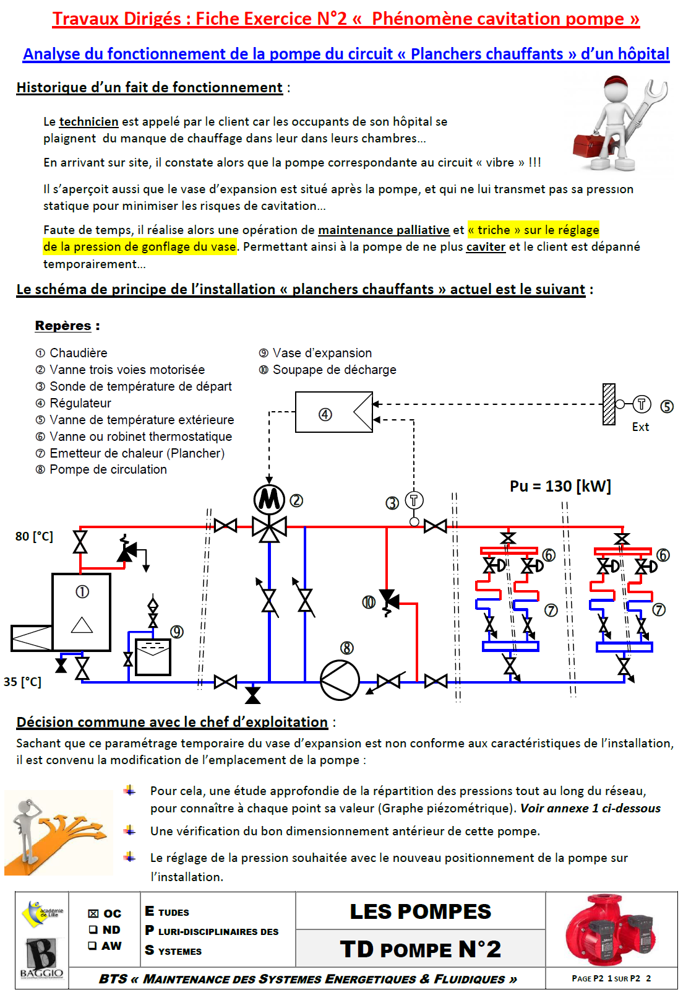 Travaux Dirigés : Fiche Exercice N°2 «  Phénomène cavitation pompe »
Analyse du fonctionnement de la pompe du circuit « Planchers chauffants » d’un hôpital
Historique d’un fait de fonctionnement :
Le technicien est appelé par le client car les occupants de son hôpital se
plaignent  du manque de chauffage dans leur dans leurs chambres…
En arrivant sur site, il constate alors que la pompe correspondante au circuit « vibre » !!!
Il s’aperçoit aussi que le vase d’expansion est situé après la pompe, et qui ne lui transmet pas sa pression
statique pour minimiser les risques de cavitation…
Faute de temps, il réalise alors une opération de maintenance palliative et « triche » sur le réglage
de la pression de gonflage du vase. Permettant ainsi à la pompe de ne plus caviter et le client est dépanné
temporairement…
Le schéma de principe de l’installation « planchers chauffants » actuel est le suivant :
Repères :
① Chaudière
② Vanne trois voies motorisée
③ Sonde de température de départ
④ Régulateur
⑤ Vanne de température extérieure
⑥ Vanne ou robinet thermostatique
⑦ Emetteur de chaleur (Plancher)
⑧ Pompe de circulation
⑨ Vase d’expansion
⑩ Soupape de décharge
④
T
⑤
Ext
Pu = 130 [kW]
M
②
③
T
80 [°C]
⑥
⑥
①
⑩
⑦
⑦
⑨
⑧
35 [°C]
Décision commune avec le chef d’exploitation :
Sachant que ce paramétrage temporaire du vase d’expansion est non conforme aux caractéristiques de l’installation,
il est convenu la modification de l’emplacement de la pompe :
Pour cela, une étude approfondie de la répartition des pressions tout au long du réseau,
pour connaître à chaque point sa valeur (Graphe piézométrique). Voir annexe 1 ci-dessous
Une vérification du bon dimensionnement antérieur de cette pompe.
Le réglage de la pression souhaitée avec le nouveau positionnement de la pompe sur
l’installation.
académie
de Lille
B
BAGGIO
☒ OC
❑ ND
❑ AW
E TUDES
P LURI-DISCIPLINAIRES DES
S YSTEMES
LES POMPES
TD POMPE N°2
BTS « MAINTENANCE DES SYSTEMES ENERGETIQUES & FLUIDIQUES »
PAGE P2 1 SUR P2 2